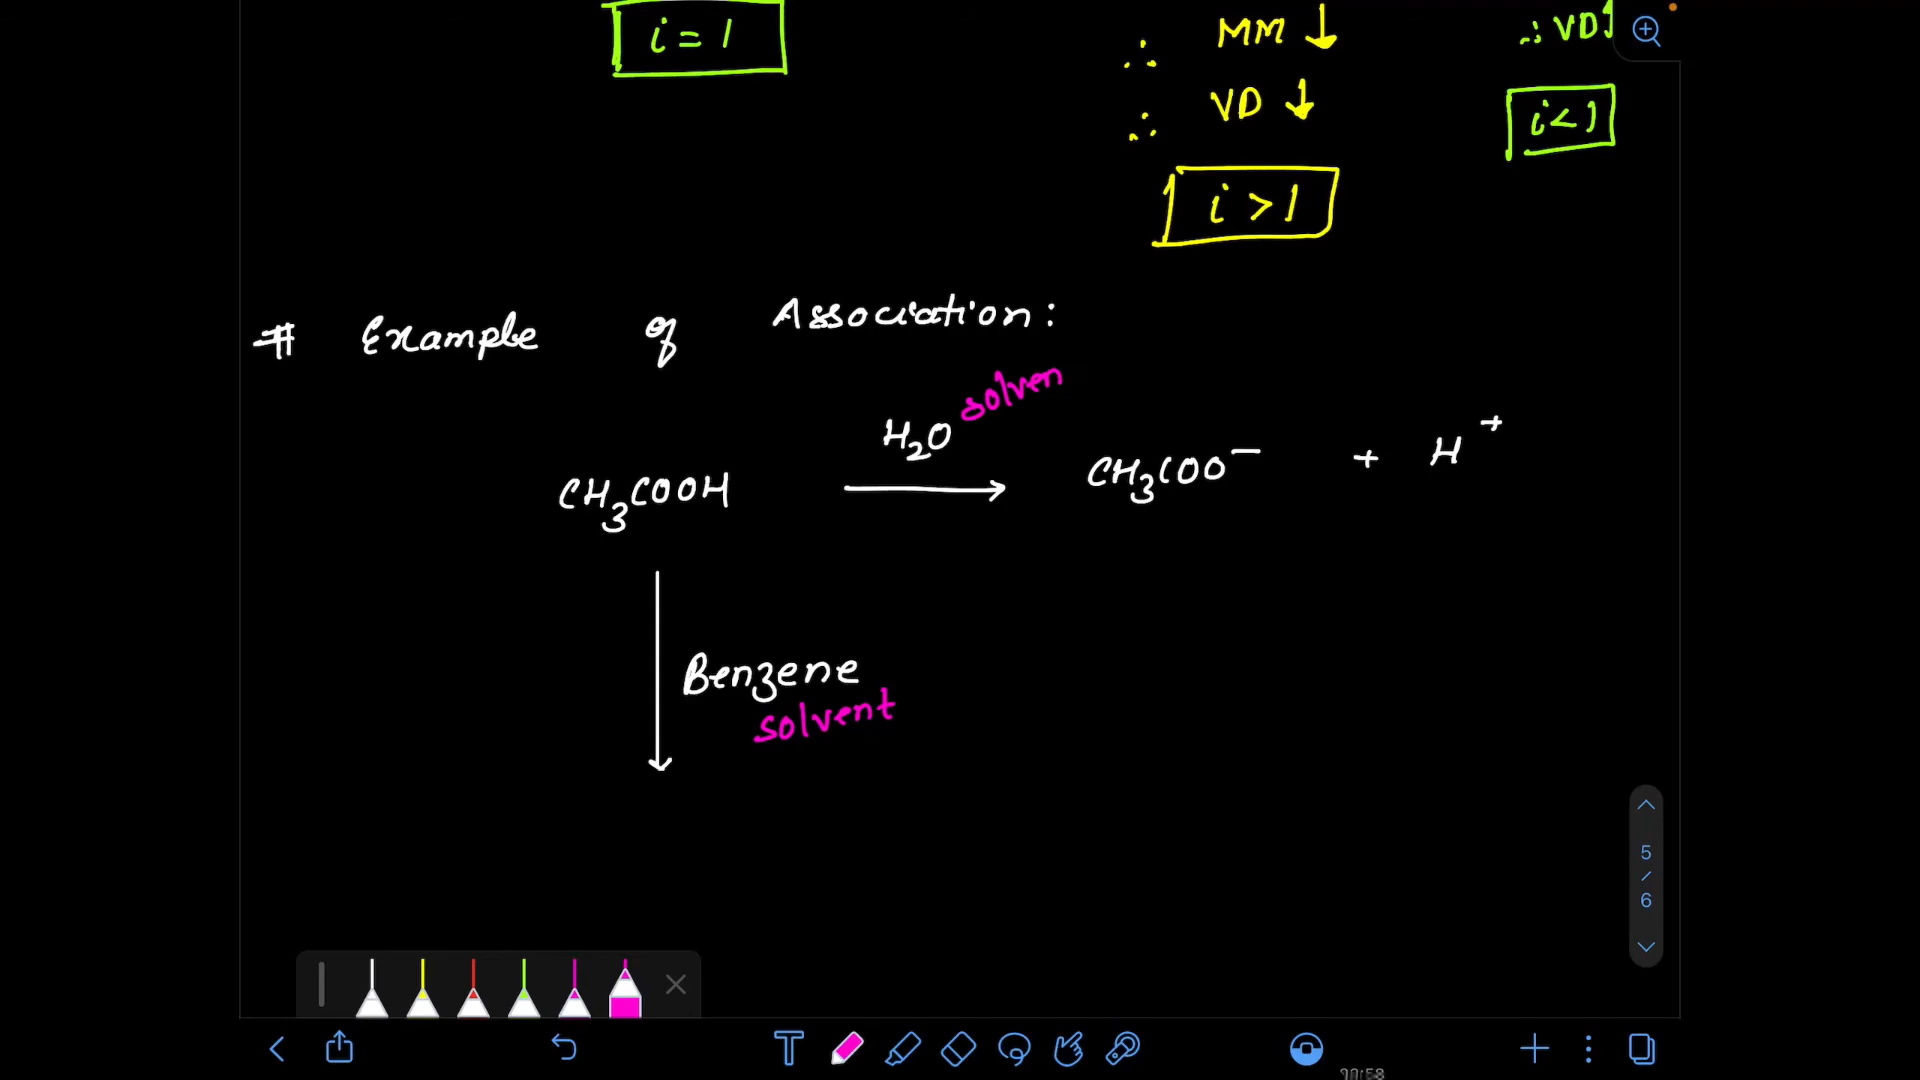 i = 1
∴ MM ↓
∴ VD ↓
i > 1
∴ VD↑
i < 1
# Example of Association:
CH3COOH ⟶ CH3COO⁻ + H⁺
H2O solven
Benzene
solvent
5
/
6
T